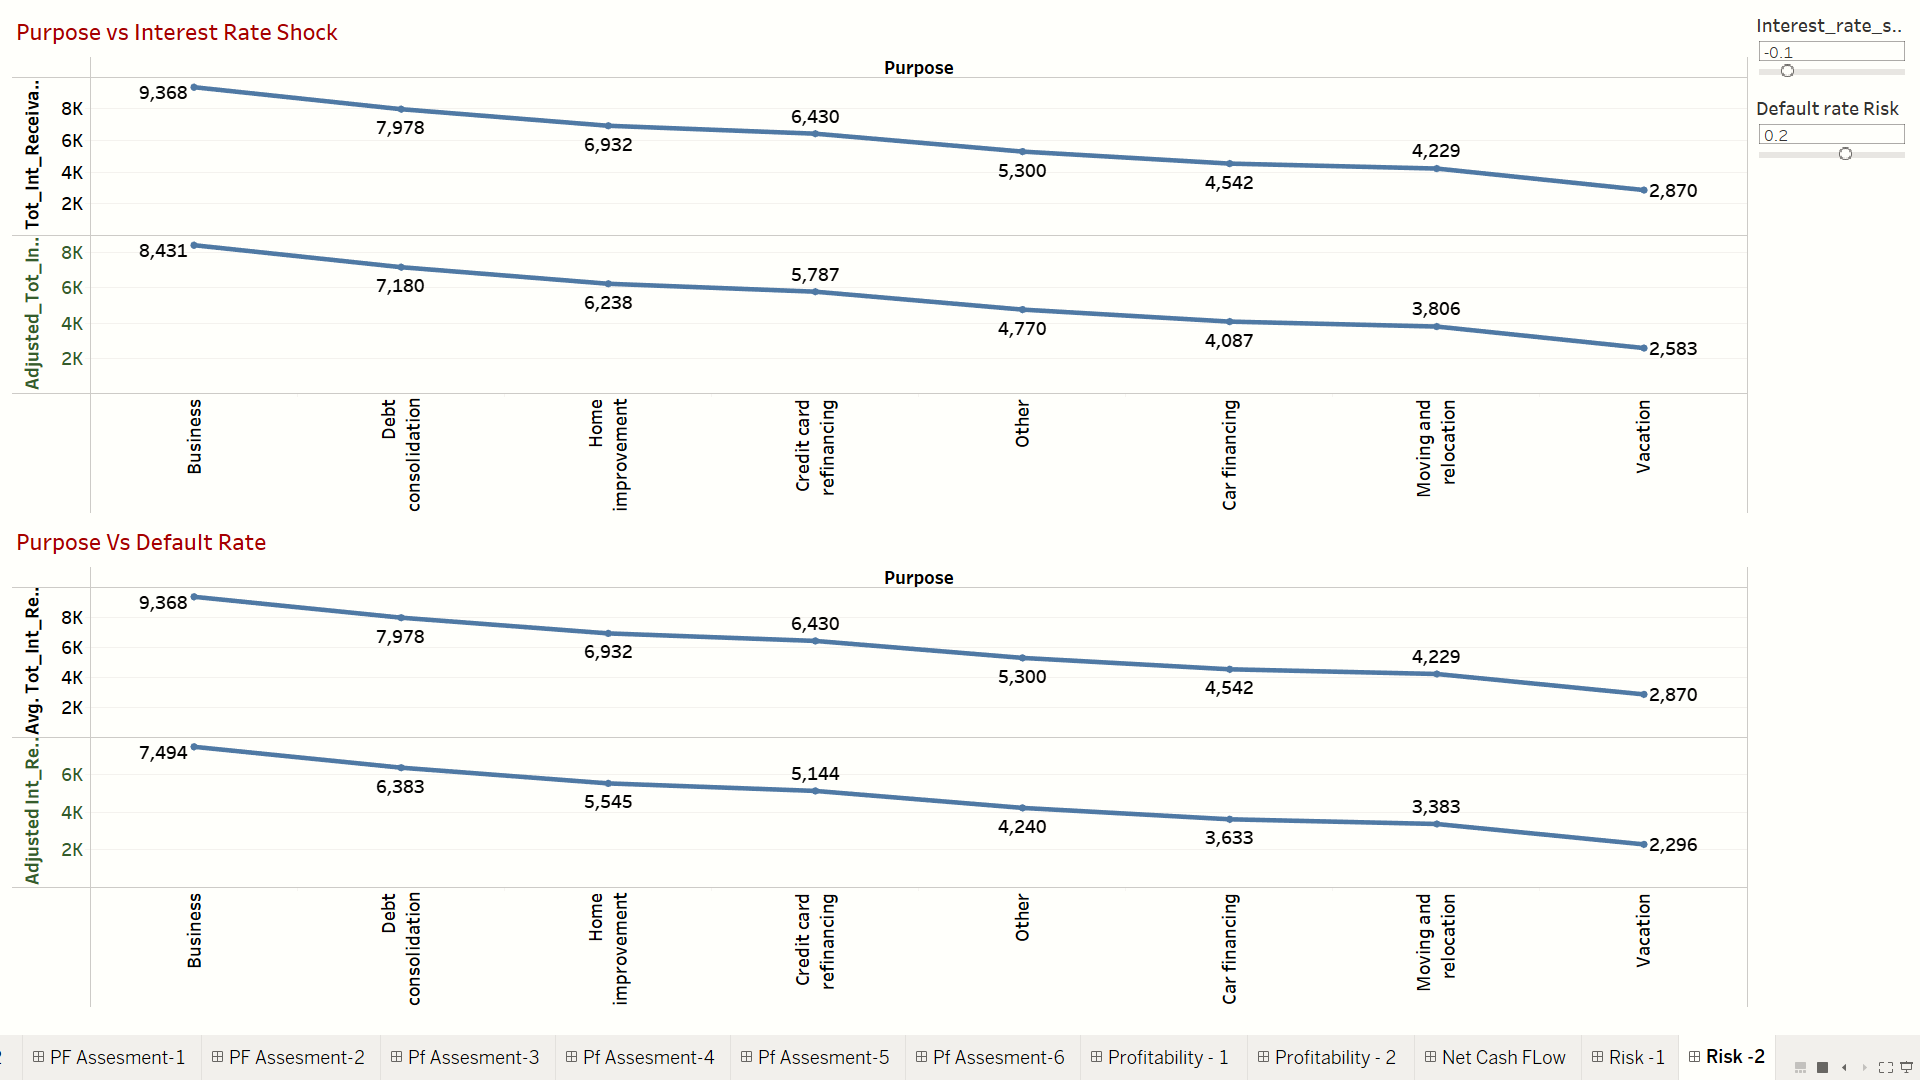 Purpose vs Interest Rate Shock
Purpose
Tot_Int_Receiva..
8K
6K
4K
2K
9,368
7,978
6,932
6,430
5,300
4,542
4,229
2,870
Adjusted_Tot_In..
8K
6K
4K
2K
8,431
7,180
6,238
5,787
4,770
4,087
3,806
2,583
Business
Debt
consolidation
Home
improvement
Credit card
refinancing
Other
Car financing
Moving and
relocation
Vacation
Interest_rate_s..
-0.1
Default rate Risk
0.2
Purpose Vs Default Rate
Purpose
Avg. Tot_Int_Re..
8K
6K
4K
2K
9,368
7,978
6,932
6,430
5,300
4,542
4,229
2,870
Adjusted Int_Re..
6K
4K
2K
7,494
6,383
5,545
5,144
4,240
3,633
3,383
2,296
Business
Debt
consolidation
Home
improvement
Credit card
refinancing
Other
Car financing
Moving and
relocation
Vacation
PF Assesment-1
PF Assesment-2
Pf Assesment-3
Pf Assesment-4
Pf Assesment-5
Pf Assesment-6
Profitability - 1
Profitability - 2
Net Cash FLow
Risk -1
Risk -2